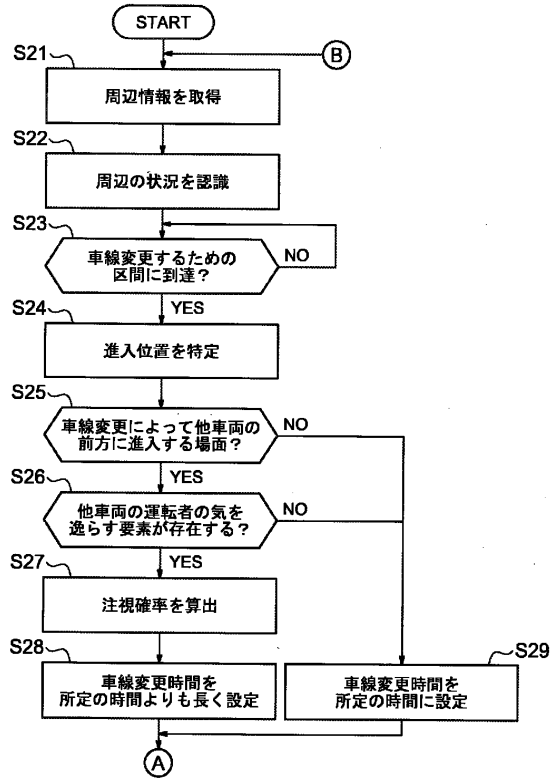 START
B
S21
周辺情報を取得
S22
周辺の状況を認識
S23
車線変更するための
区間に到達？
NO
YES
S24
進入位置を特定
S25
車線変更によって他車両の
前方に進入する場面？
NO
YES
S26
他車両の運転者の気を
逸らす要素が存在する？
NO
YES
S27
注視確率を算出
S28
車線変更時間を
所定の時間よりも長く設定
S29
車線変更時間を
所定の時間に設定
A